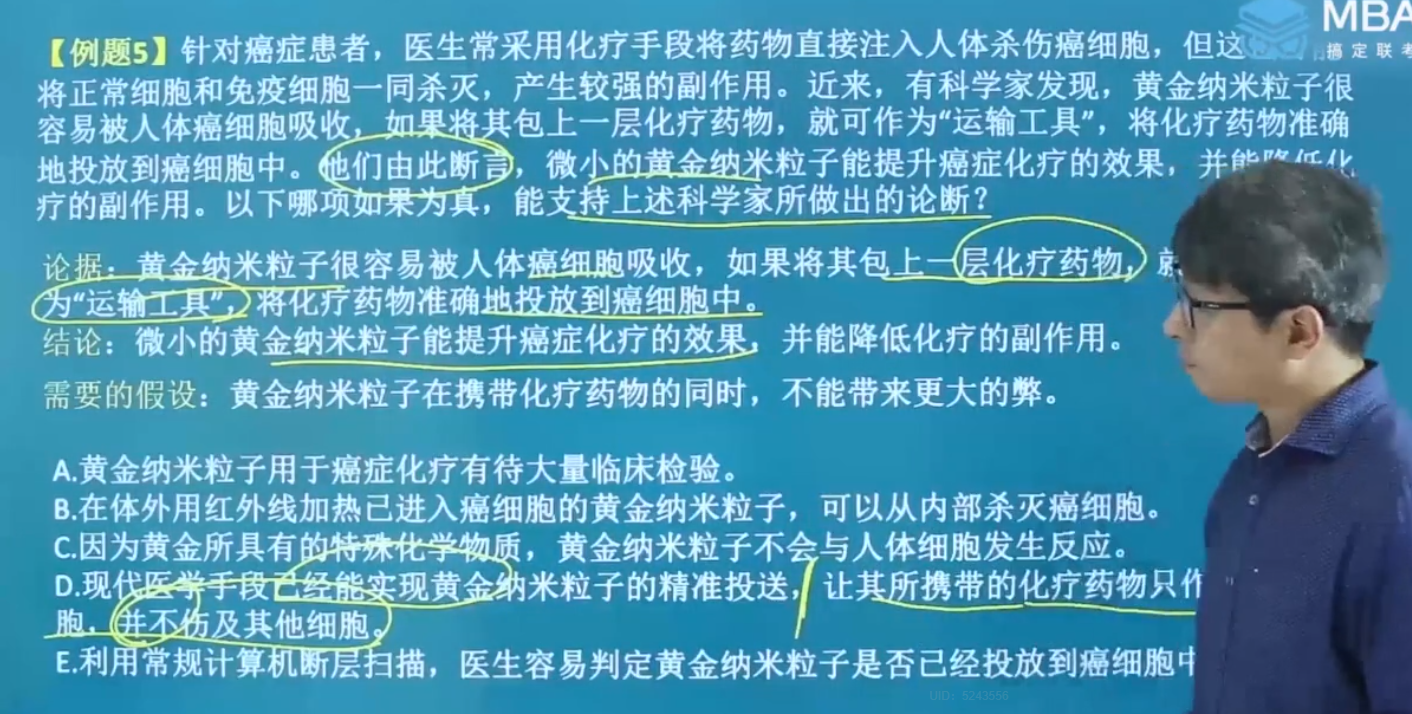 MBA
搞定联考
【例题5】针对癌症患者，医生常采用化疗手段将药物直接注入人体杀伤癌细胞，但这
将正常细胞和免疫细胞一同杀灭，产生较强的副作用。近来，有科学家发现，黄金纳米粒子很
容易被人体癌细胞吸收，如果将其包上一层化疗药物，就可作为“运输工具”，将化疗药物准确
地投放到癌细胞中。他们由此断言，微小的黄金纳米粒子能提升癌症化疗的效果，并能降低化
疗的副作用。以下哪项如果为真，能支持上述科学家所做出的论断？
论据：黄金纳米粒子很容易被人体癌细胞吸收，如果将其包上一层化疗药物，就
为“运输工具”，将化疗药物准确地投放到癌细胞中。
结论：微小的黄金纳米粒子能提升癌症化疗的效果，并能降低化疗的副作用。
需要的假设：黄金纳米粒子在携带化疗药物的同时，不能带来更大的弊。
A.黄金纳米粒子用于癌症化疗有待大量临床检验。
B.在体外用红外线加热已进入癌细胞的黄金纳米粒子，可以从内部杀灭癌细胞。
C.因为黄金所具有的特殊化学物质，黄金纳米粒子不会与人体细胞发生反应。
D.现代医学手段已经能实现黄金纳米粒子的精准投送，让其所携带的化疗药物只作
胞，并不伤及其他细胞。
E.利用常规计算机断层扫描，医生容易判定黄金纳米粒子是否已经投放到癌细胞中
UID：5243556